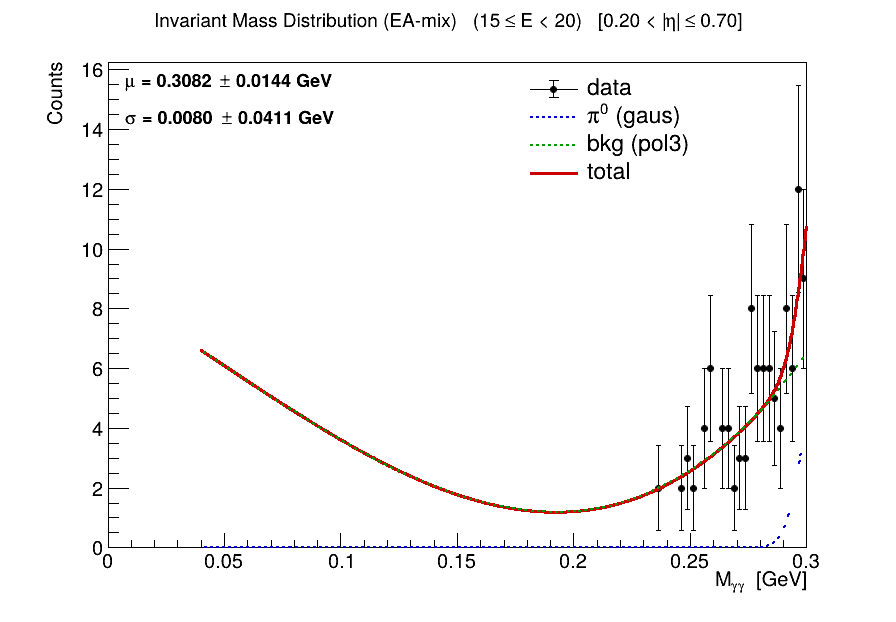 Invariant Mass Distribution (EA-mix) (15 ≤ E < 20) [0.20 < |η| ≤ 0.70]
μ = 0.3082 ± 0.0144 GeV
σ = 0.0080 ± 0.0411 GeV
data
π⁰ (gaus)
bkg (pol3)
total
Counts
16
14
12
10
8
6
4
2
0
0 0.05 0.1 0.15 0.2 0.25 0.3
M_γγ [GeV]